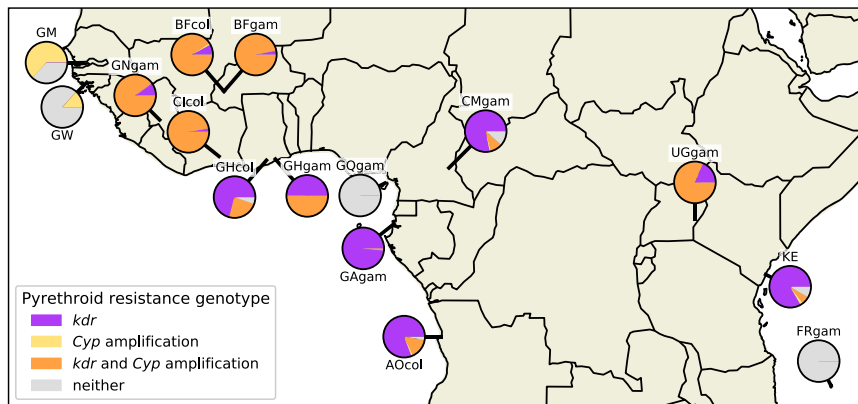 GM
BFcol
BFgam
GNgam
CIcol
GW
CMgam
GHcol
GHgam
GQgam
UGgam
GAgam
KE
AOcol
FRgam
Pyrethroid resistance genotype
kdr
Cyp amplification
kdr and Cyp amplification
neither